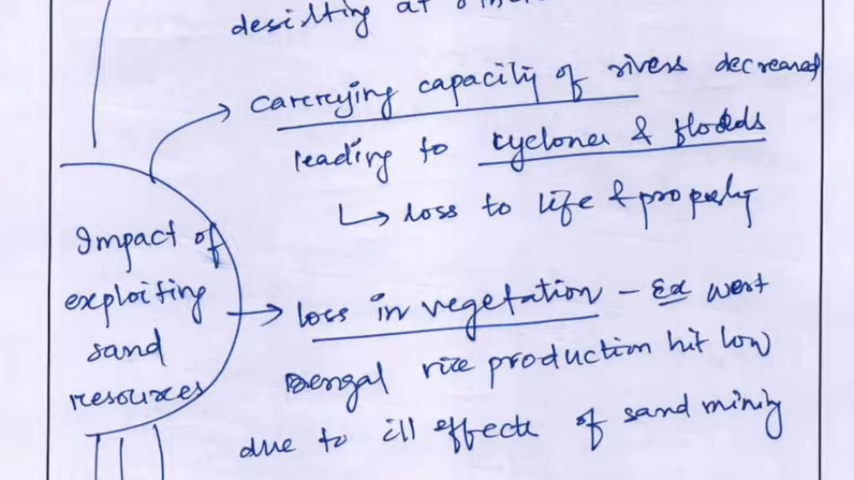 desilting at
carrying capacity of rivers decreased
leading to cyclones & floods
↳ loss to life & property
Impact of
exploiting
sand
resources
→ loss in vegetation - Ex west
Bengal rice production hit low
due to ill effects of sand mining